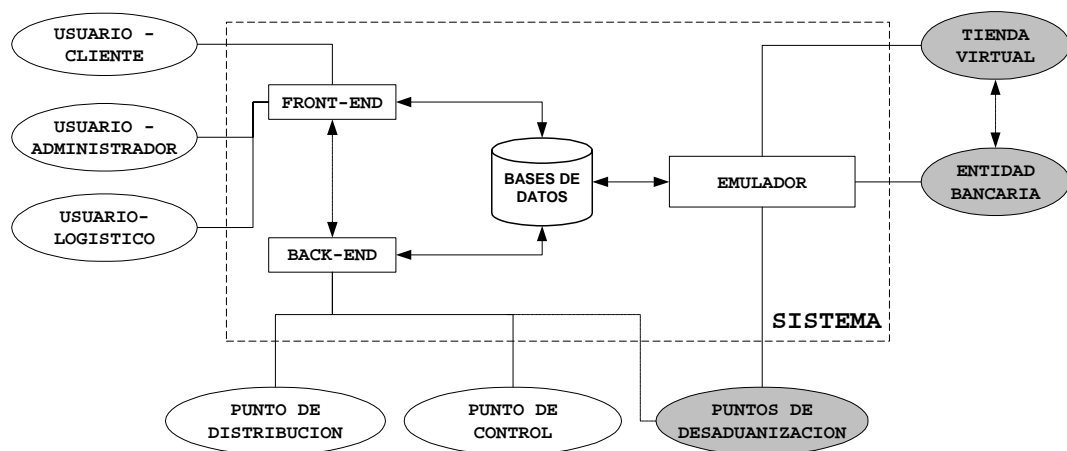 USUARIO -
CLIENTE
TIENDA
VIRTUAL
FRONT-END
USUARIO -
ADMINISTRADOR
BASES DE
DATOS
EMULADOR
ENTIDAD
BANCARIA
USUARIO-
LOGISTICO
BACK-END
SISTEMA
PUNTO DE
DISTRIBUCION
PUNTO DE
CONTROL
PUNTOS DE
DESADUANIZACION